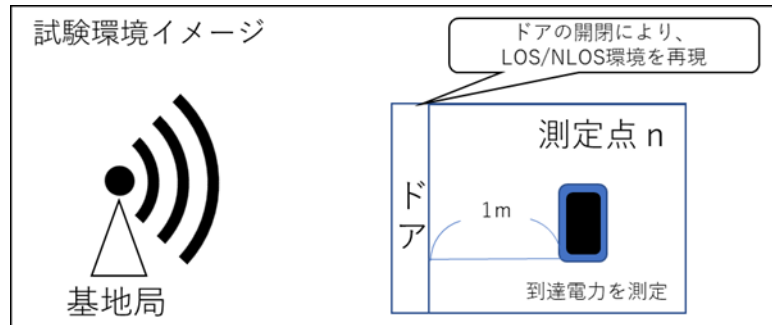 試験環境イメージ
ドアの開閉により、
LOS/NLOS環境を再現
測定点 n
ドア
1m
到達電力を測定
基地局